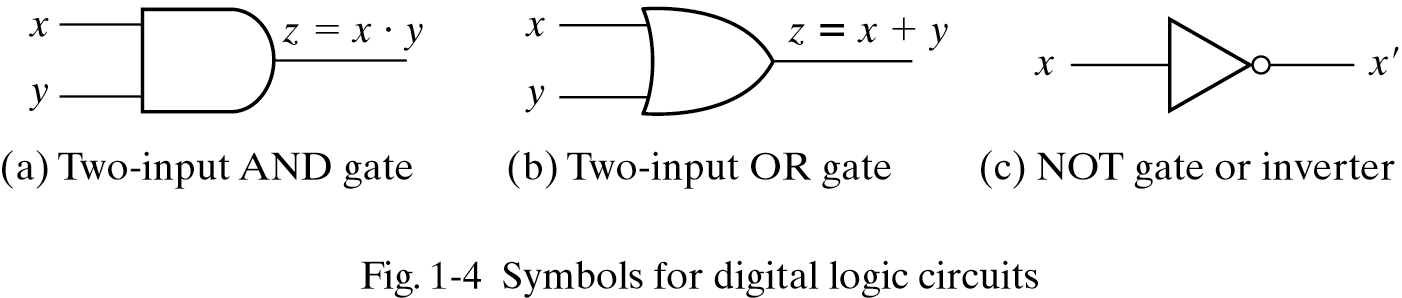 x
y
z = x · y
(a) Two-input AND gate
x
y
z = x + y
(b) Two-input OR gate
x
x′
(c) NOT gate or inverter
Fig. 1-4 Symbols for digital logic circuits